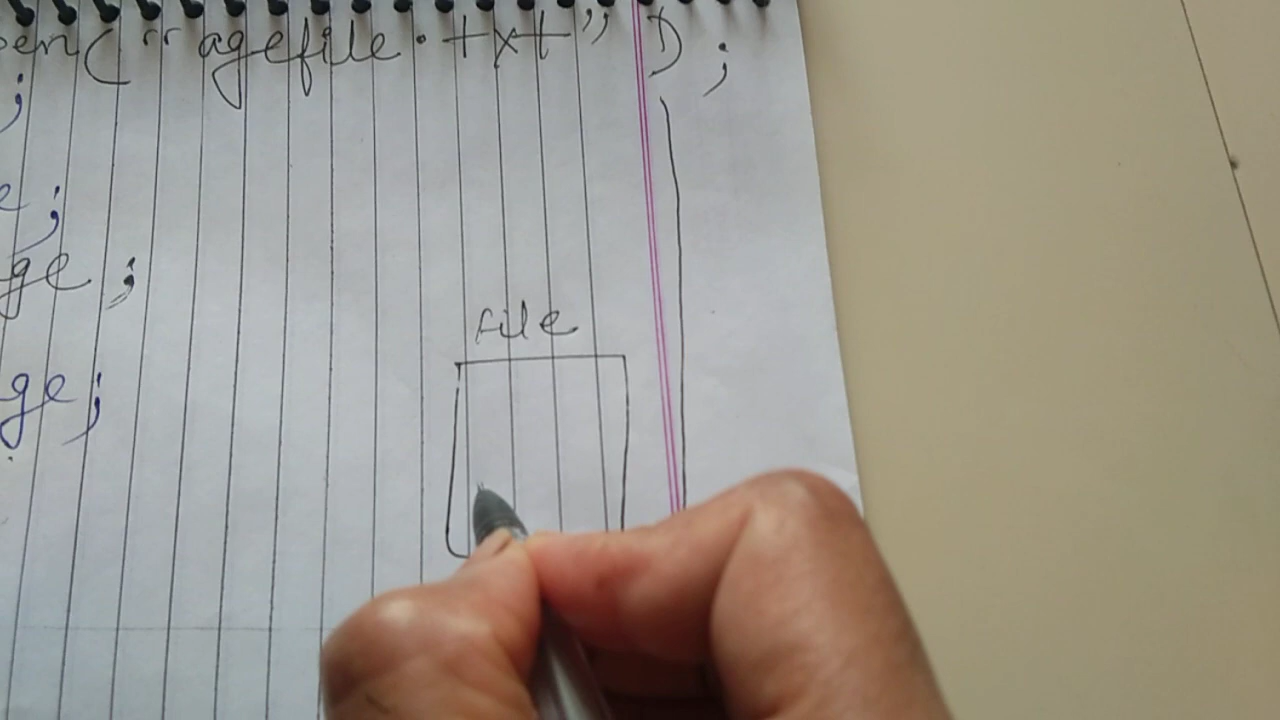 pen("agefile.txt");
;
e;
ge;
file
ge;